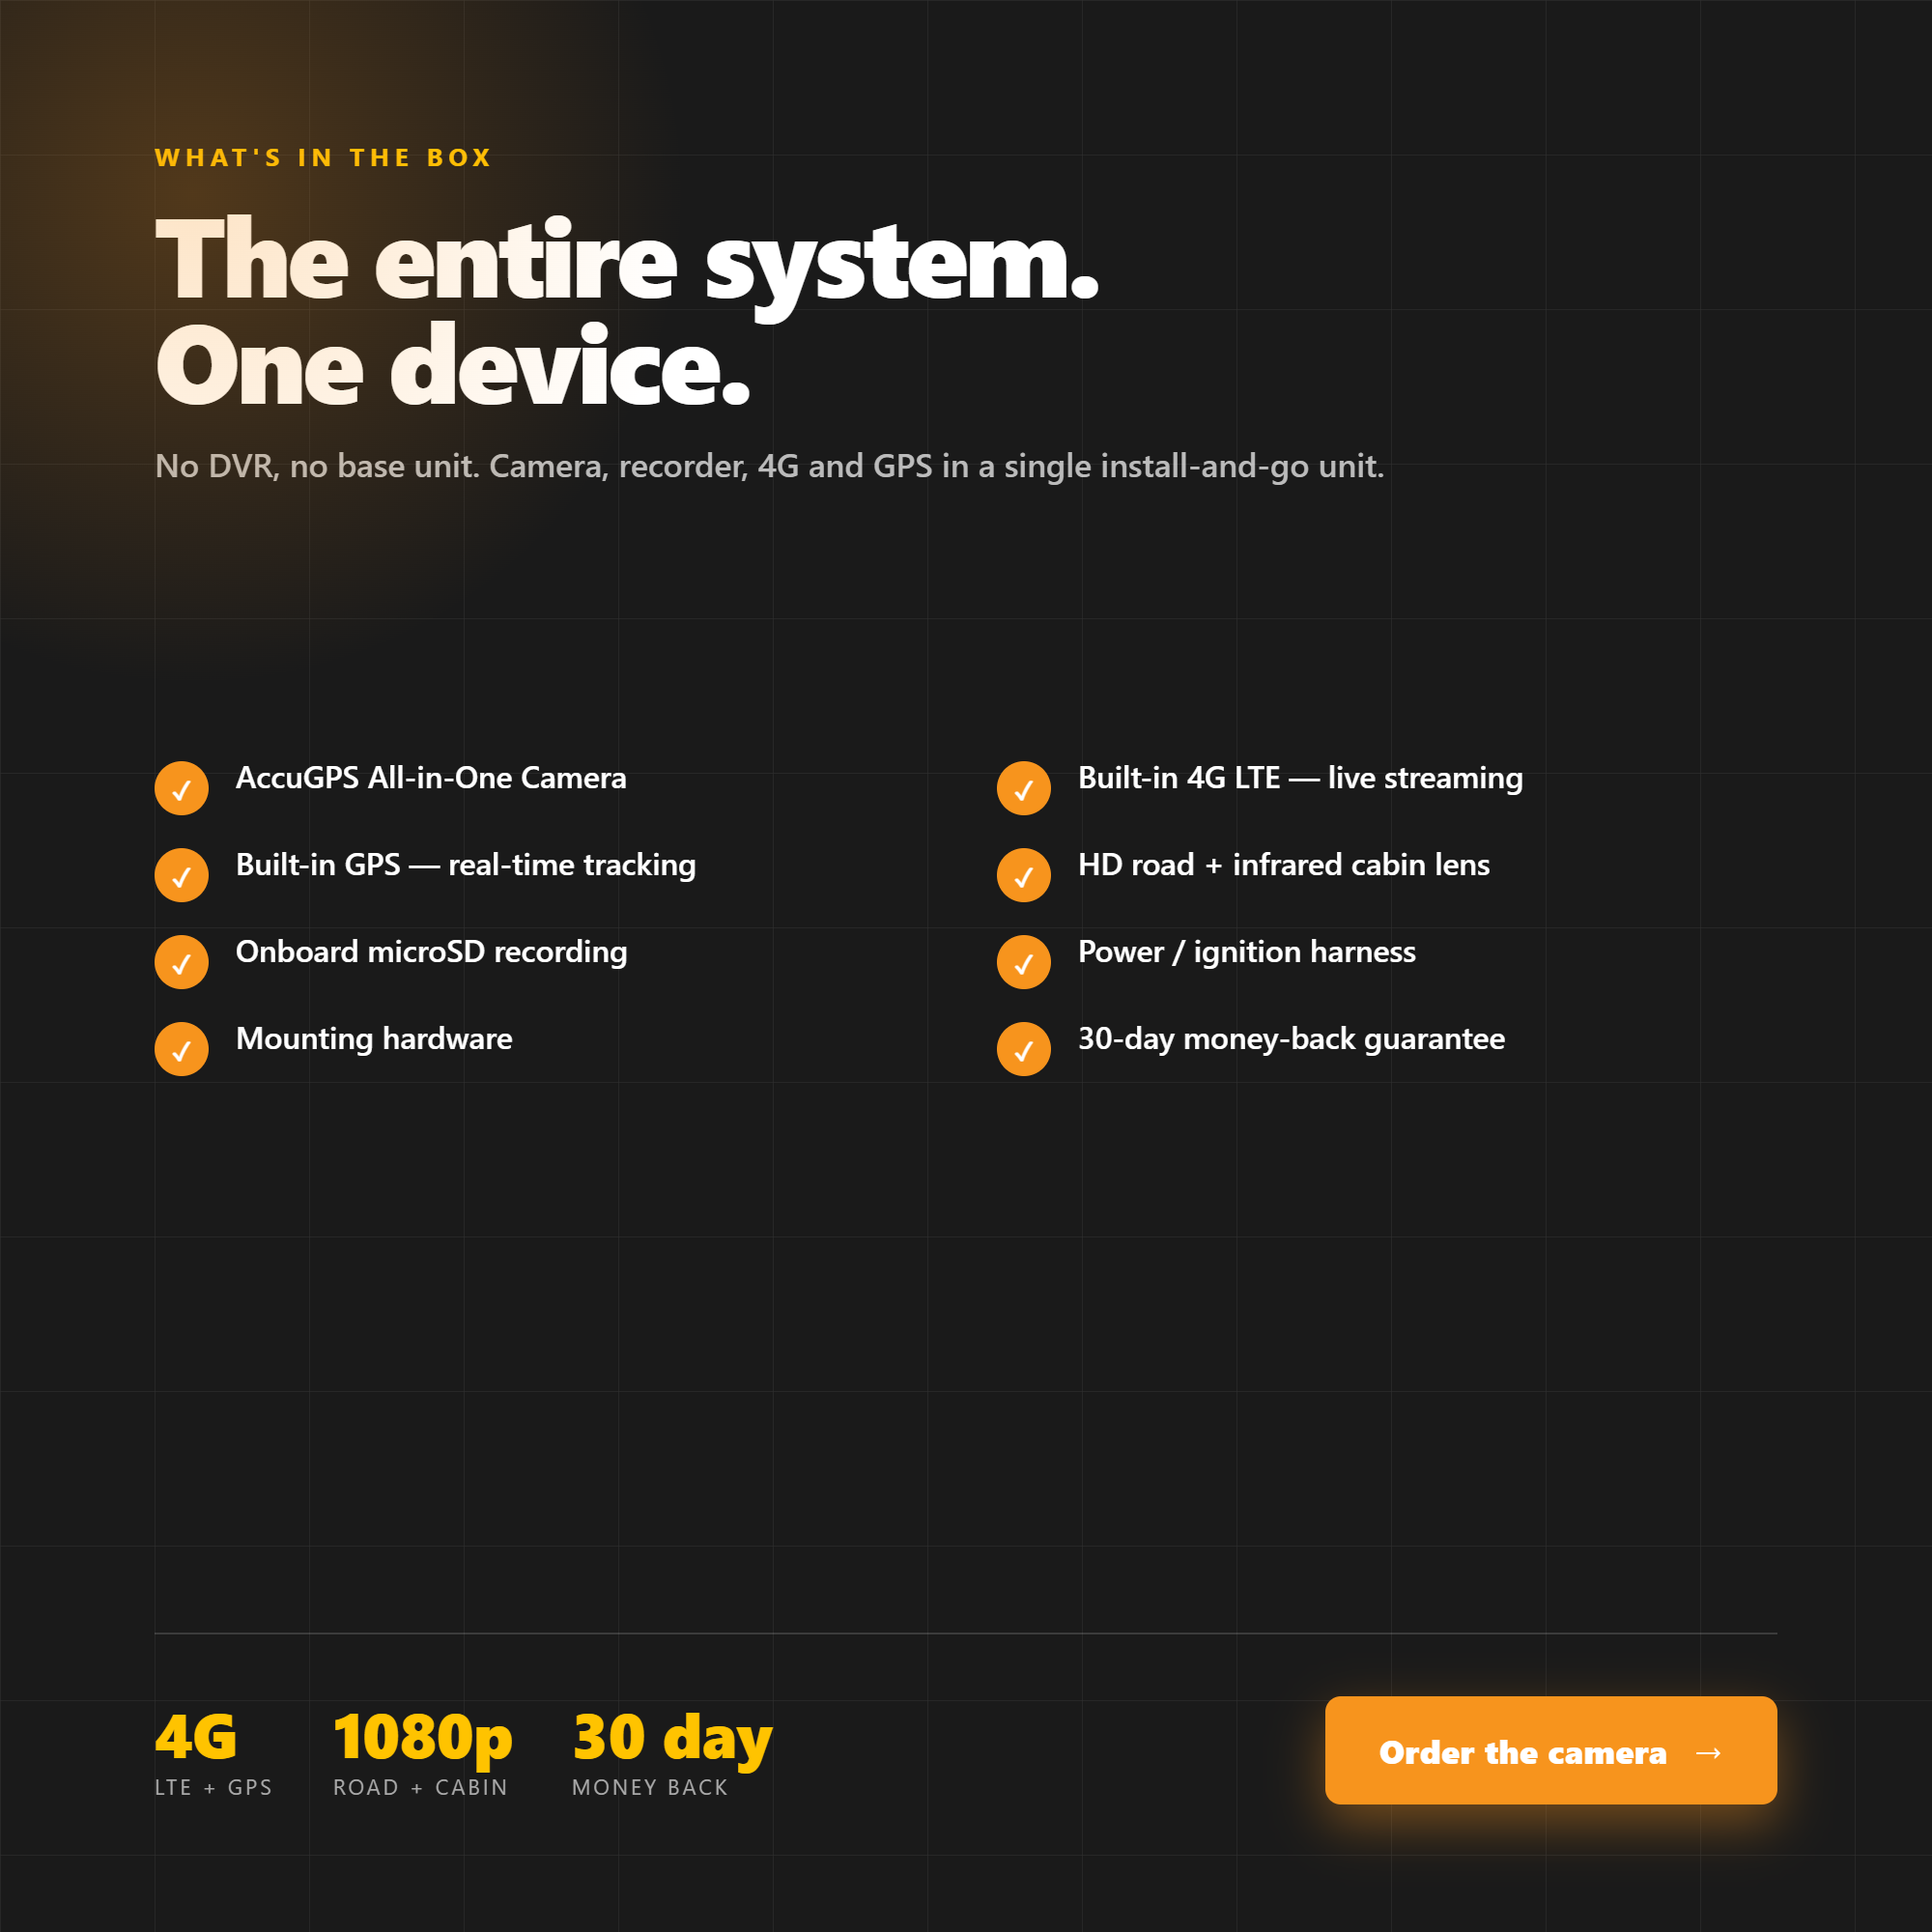 WHAT'S IN THE BOX
The entire system.
One device.
No DVR, no base unit. Camera, recorder, 4G and GPS in a single install-and-go unit.
✓ AccuGPS All-in-One Camera
✓ Built-in 4G LTE — live streaming
✓ Built-in GPS — real-time tracking
✓ HD road + infrared cabin lens
✓ Onboard microSD recording
✓ Power / ignition harness
✓ Mounting hardware
✓ 30-day money-back guarantee
4G
LTE + GPS
1080p
ROAD + CABIN
30 day
MONEY BACK
Order the camera →